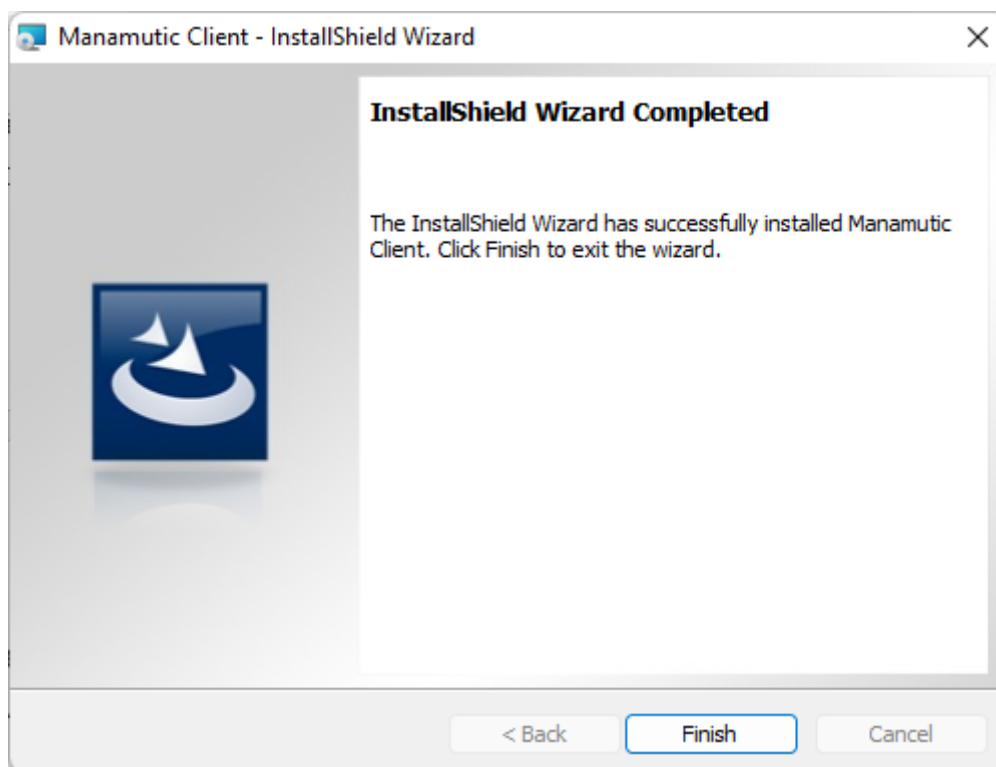 Manamutic Client - InstallShield Wizard
InstallShield Wizard Completed
The InstallShield Wizard has successfully installed Manamutic
Client. Click Finish to exit the wizard.
< Back
Finish
Cancel